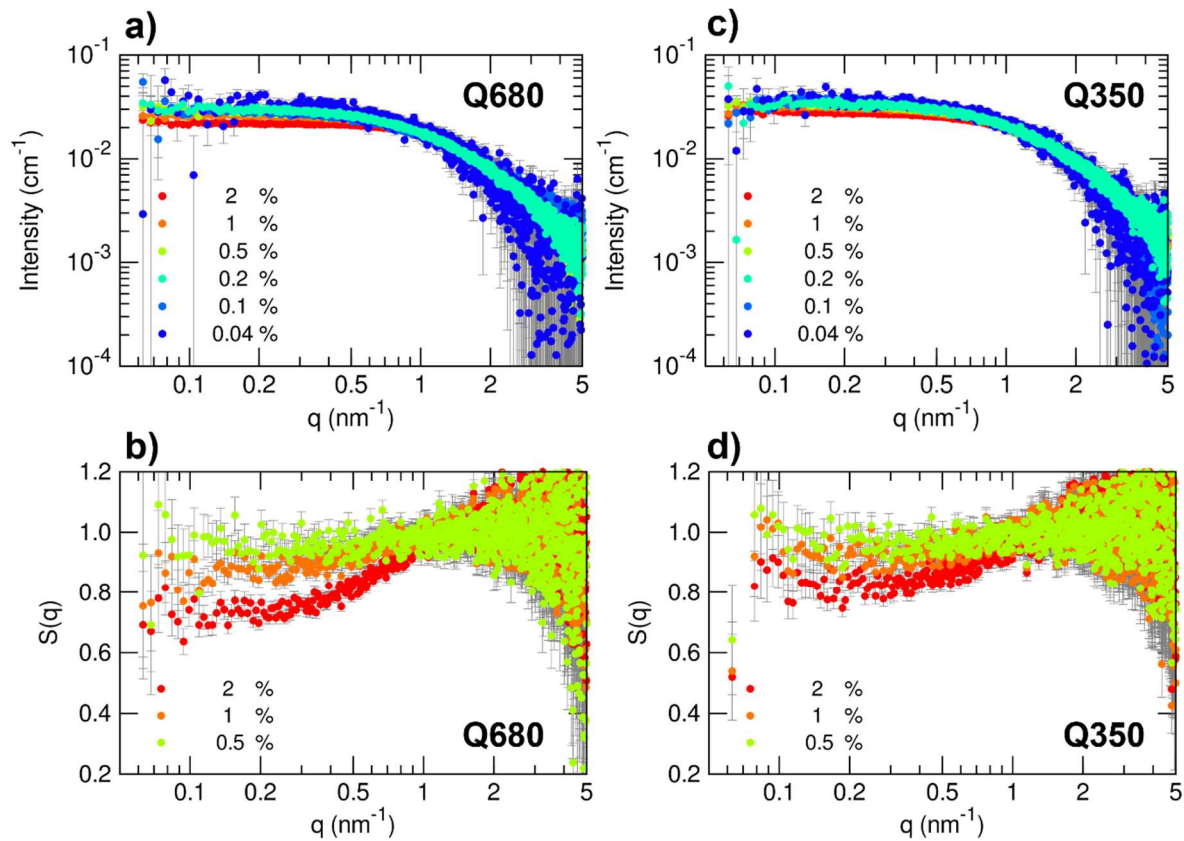 a)
Intensity (cm⁻¹)
10⁻¹
10⁻²
10⁻³
10⁻⁴
Q680
2 %
1 %
0.5 %
0.2 %
0.1 %
0.04 %
0.1 0.2 0.5 1 2 5
q (nm⁻¹)
c)
Intensity (cm⁻¹)
10⁻¹
10⁻²
10⁻³
10⁻⁴
Q350
2 %
1 %
0.5 %
0.2 %
0.1 %
0.04 %
0.1 0.2 0.5 1 2 5
q (nm⁻¹)
b)
S(q)
1.2
1.0
0.8
0.6
0.4
0.2
2 %
1 %
0.5 %
Q680
0.1 0.2 0.5 1 2 5
q (nm⁻¹)
d)
S(q)
1.2
1.0
0.8
0.6
0.4
0.2
2 %
1 %
0.5 %
Q350
0.1 0.2 0.5 1 2 5
q (nm⁻¹)